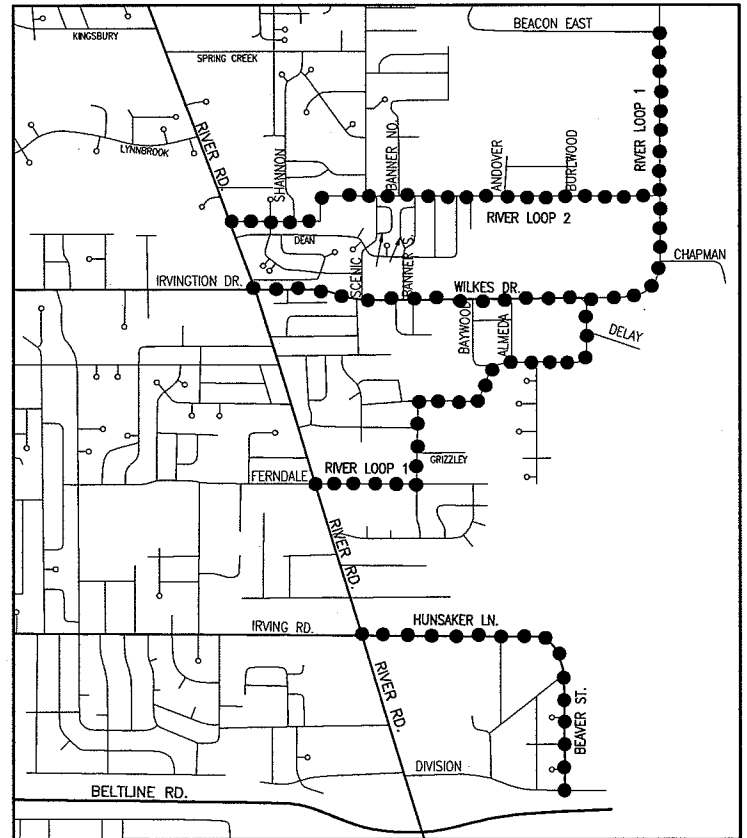 BEACON EAST
KINGSBURY
SPRING CREEK
RIVER LOOP 1
LYNNBROOK
RIVER RD.
SHANNON
BANNER NO.
ANDOVER
BURLWOOD
RIVER LOOP 2
DEAN
SCENIC
BANNER S.
CHAPMAN
IRVINGTION DR.
WILKES DR.
BAYWOOD
ALMEDA
DELAY
GRIZZLEY
FERNDALE
RIVER LOOP 1
RIVER RD.
IRVING RD.
HUNSAKER LN.
RIVER RD.
BEAVER ST.
DIVISION
BELTLINE RD.